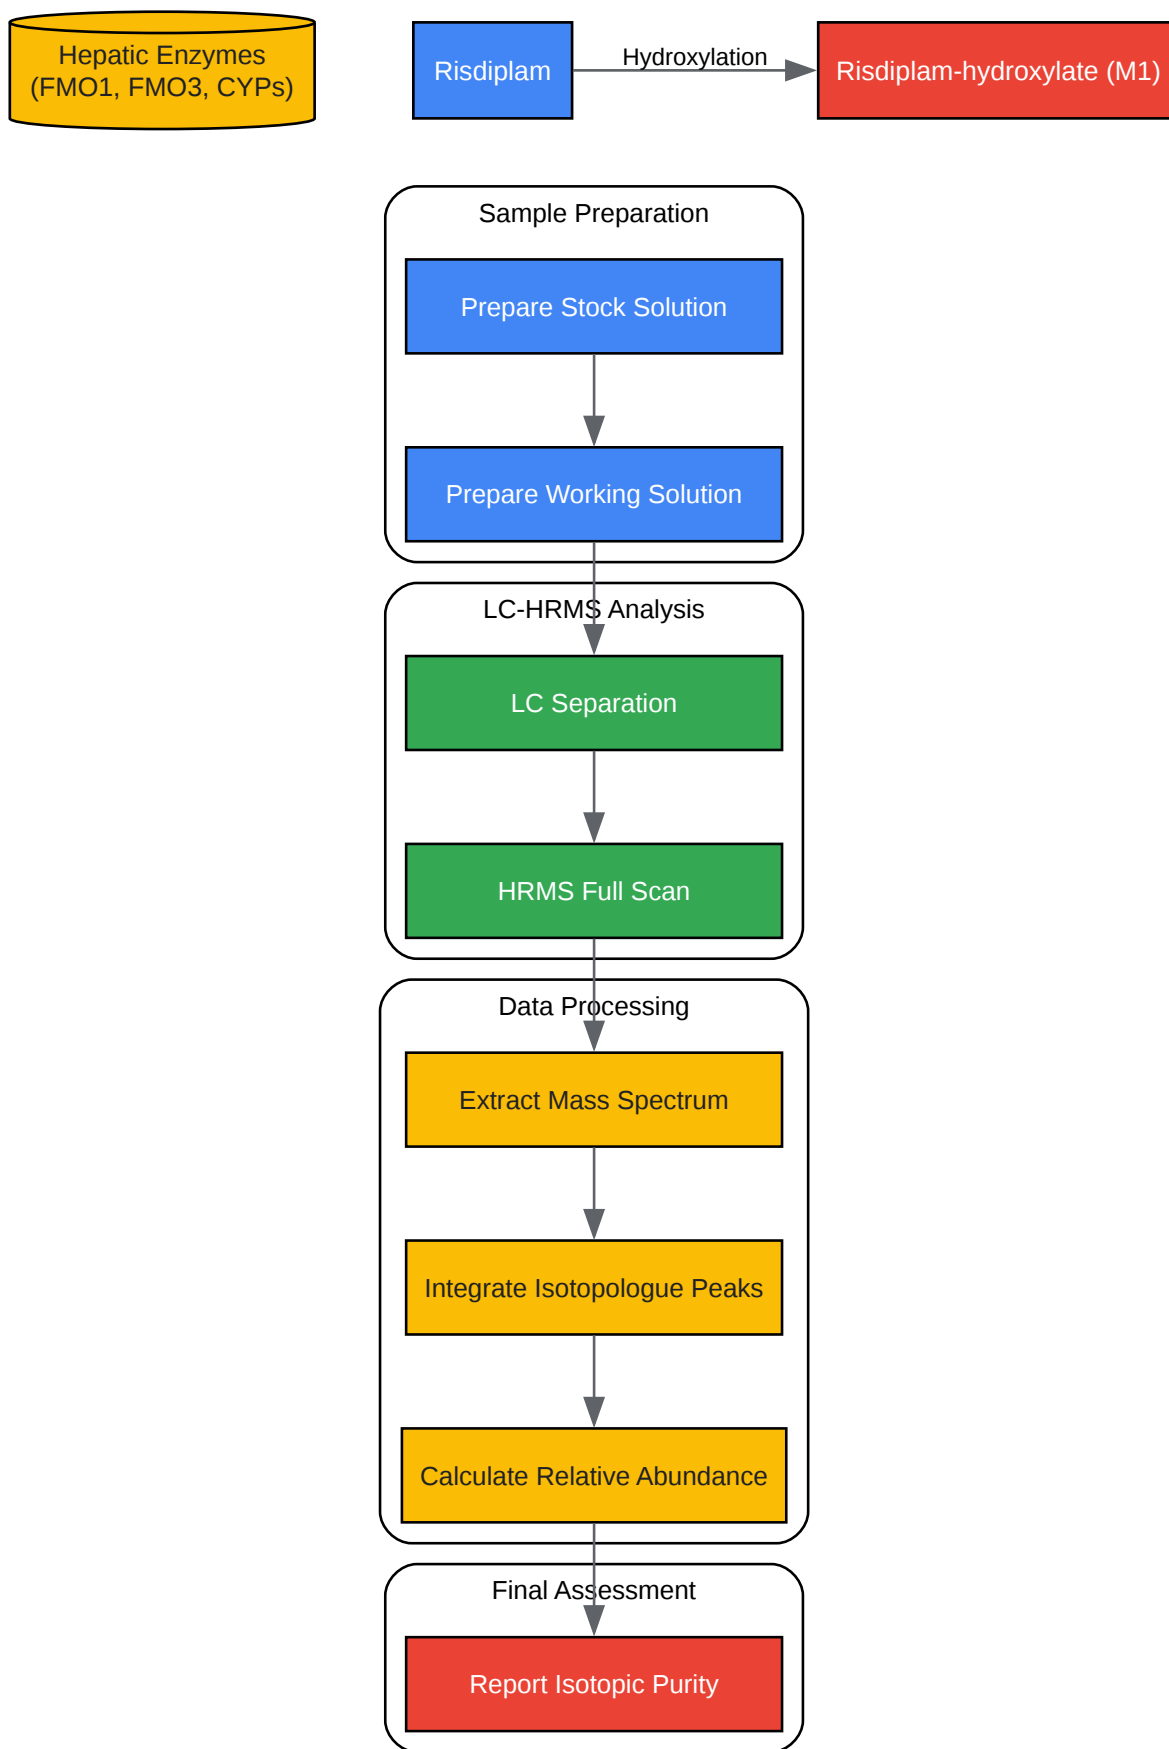 Hepatic Enzymes
(FMO1, FMO3, CYPs)
Risdiplam
Hydroxylation
Risdiplam-hydroxylate (M1)
Sample Preparation
Prepare Stock Solution
Prepare Working Solution
LC-HRMS Analysis
LC Separation
HRMS Full Scan
Data Processing
Extract Mass Spectrum
Integrate Isotopologue Peaks
Calculate Relative Abundance
Final Assessment
Report Isotopic Purity